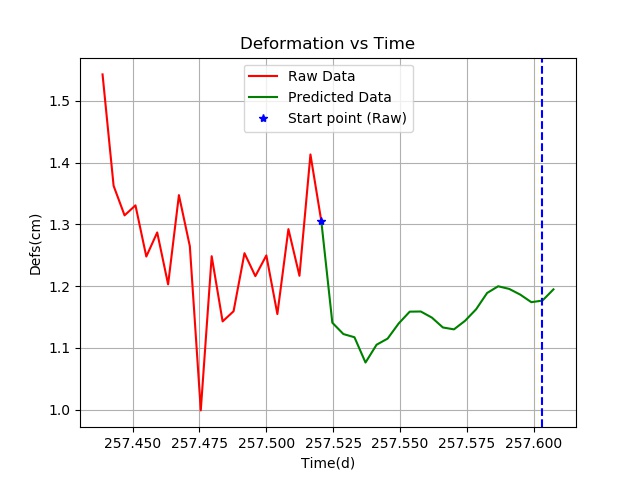 Deformation vs Time
Raw Data
Predicted Data
Start point (Raw)
Defs(cm)
1.5
1.4
1.3
1.2
1.1
1.0
257.450 257.475 257.500 257.525 257.550 257.575 257.600
Time(d)